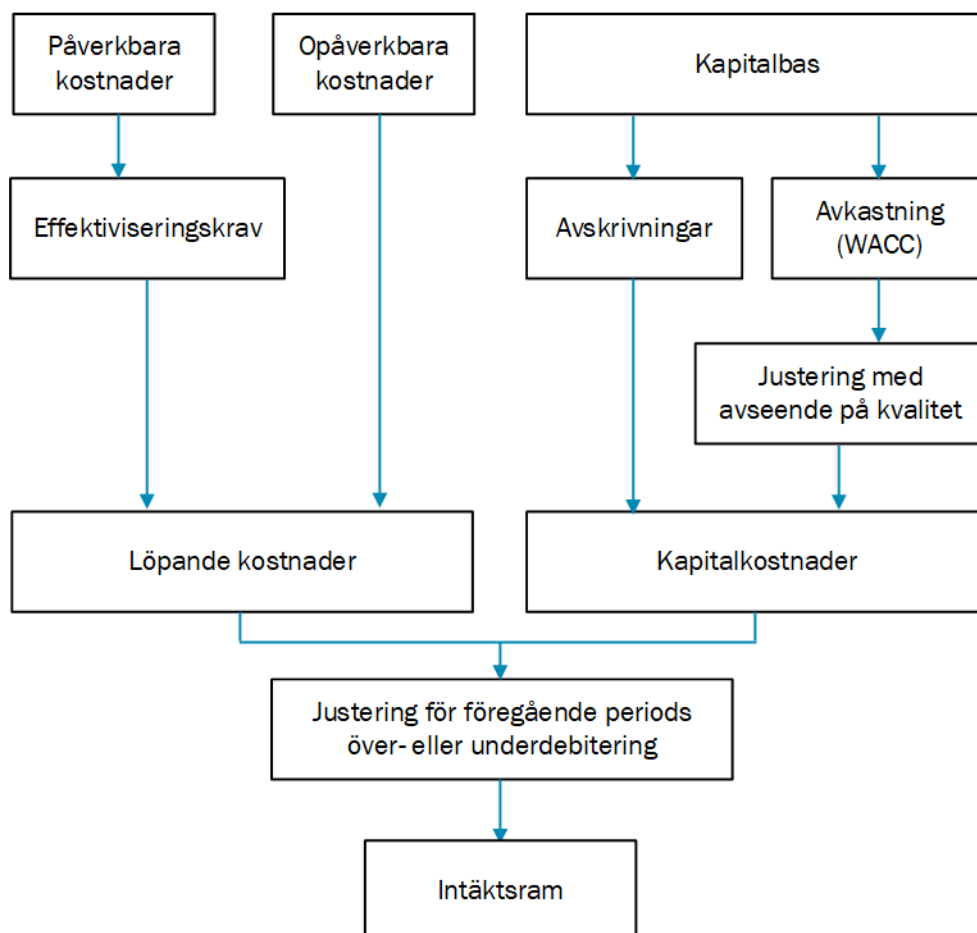 Påverkbara
kostnader
Opåverkbara
kostnader
Kapitalbas
Effektiviseringskrav
Avskrivningar
Avkastning
(WACC)
Justering med
avseende på kvalitet
Löpande kostnader
Kapitalkostnader
Justering för föregående periods
över- eller underdebitering
Intäktsram